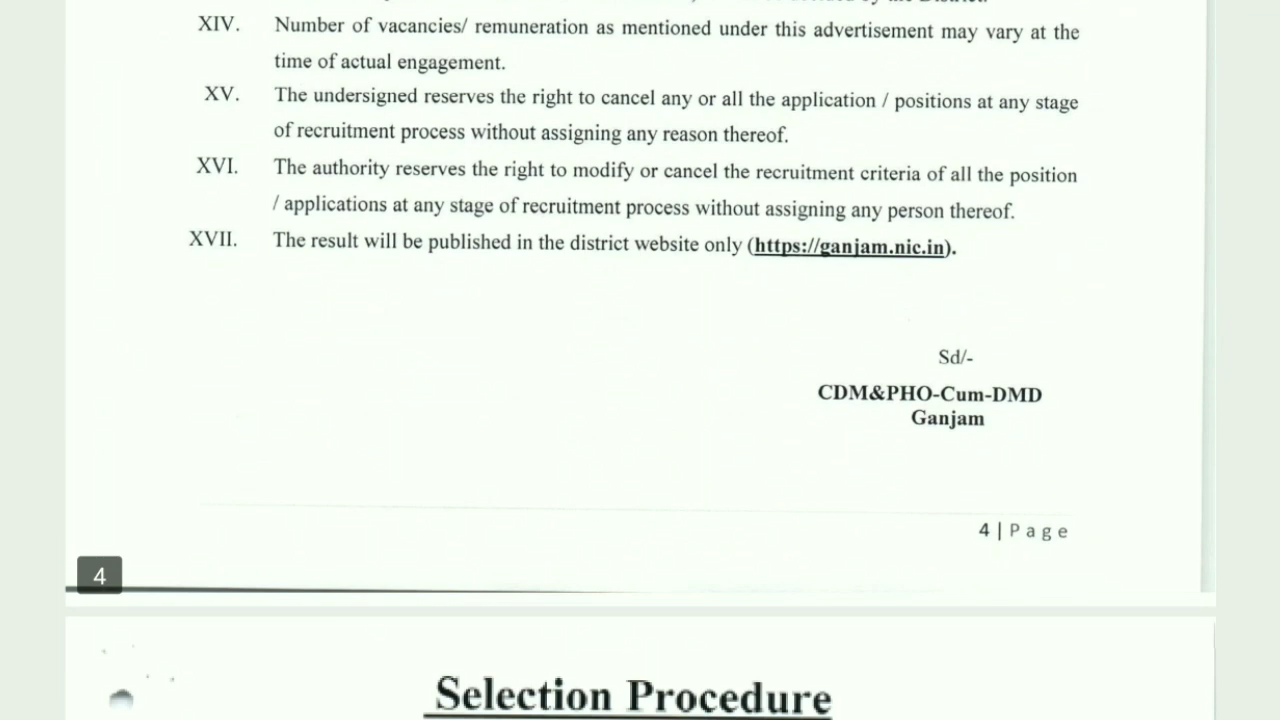 by the District.
XIV. Number of vacancies/ remuneration as mentioned under this advertisement may vary at the
time of actual engagement.
XV. The undersigned reserves the right to cancel any or all the application / positions at any stage
of recruitment process without assigning any reason thereof.
XVI. The authority reserves the right to modify or cancel the recruitment criteria of all the position
/ applications at any stage of recruitment process without assigning any person thereof.
XVII. The result will be published in the district website only (https://ganjam.nic.in).
Sd/-
CDM&PHO-Cum-DMD
Ganjam
4 | Page
4
Selection Procedure